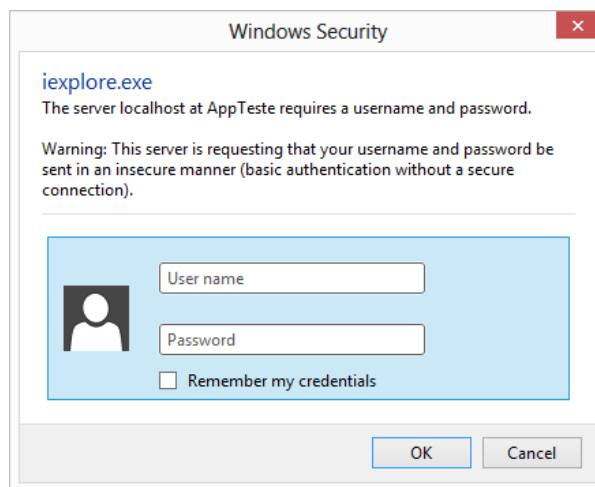 Windows Security
iexplore.exe
The server localhost at AppTeste requires a username and password.
Warning: This server is requesting that your username and password be
sent in an insecure manner (basic authentication without a secure
connection).
User name
Password
Remember my credentials
OK
Cancel